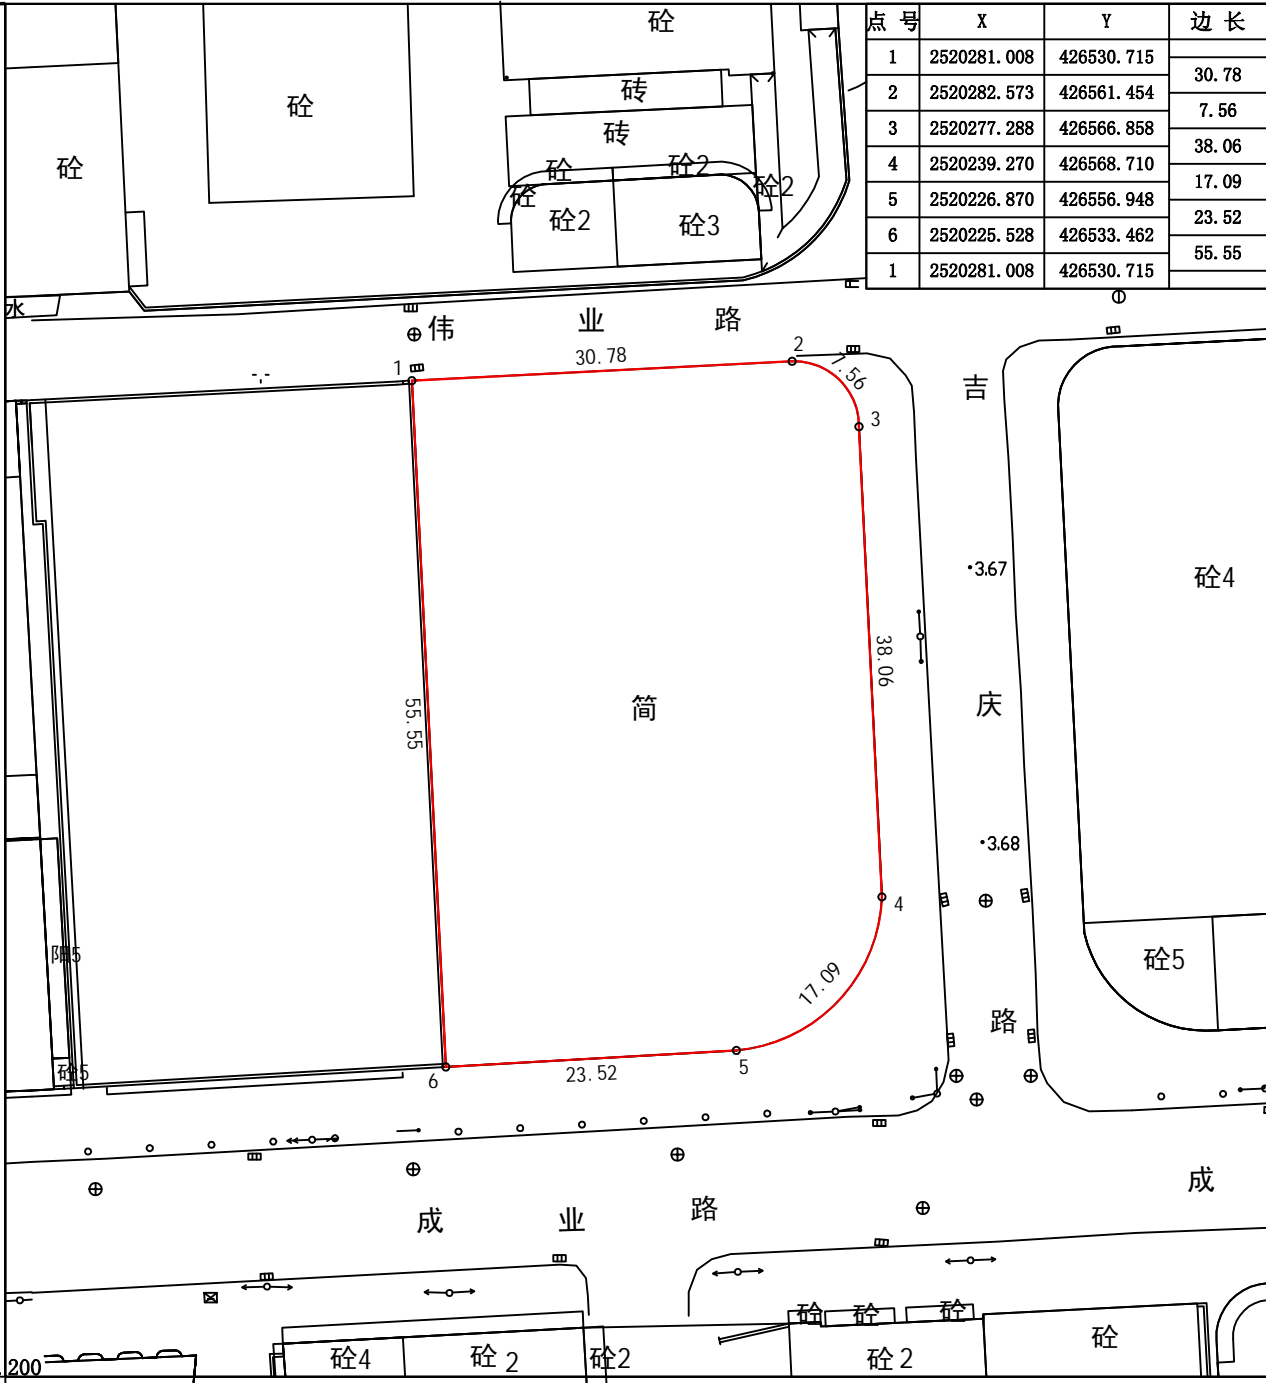 点 号 X Y 边 长
1 2520281.008 426530.715
30.78
2 2520282.573 426561.454
7.56
3 2520277.288 426566.858
38.06
4 2520239.270 426568.710
17.09
5 2520226.870 426556.948
23.52
6 2520225.528 426533.462
55.55
1 2520281.008 426530.715
砼
砼
砖
砖
砼
砼
砼2
砼2
砼
砼2
砼3
水
伟 业 路
1
30.78
2
7.56
3
吉
3.67
砼4
38.06
55.55
简
庆
3.68
4
阳5
砼5
17.09
路
砼5
6
23.52
5
成
成 业 路
砼 砼 砼
砼
砼4
砼 2
砼2
砼 2
200